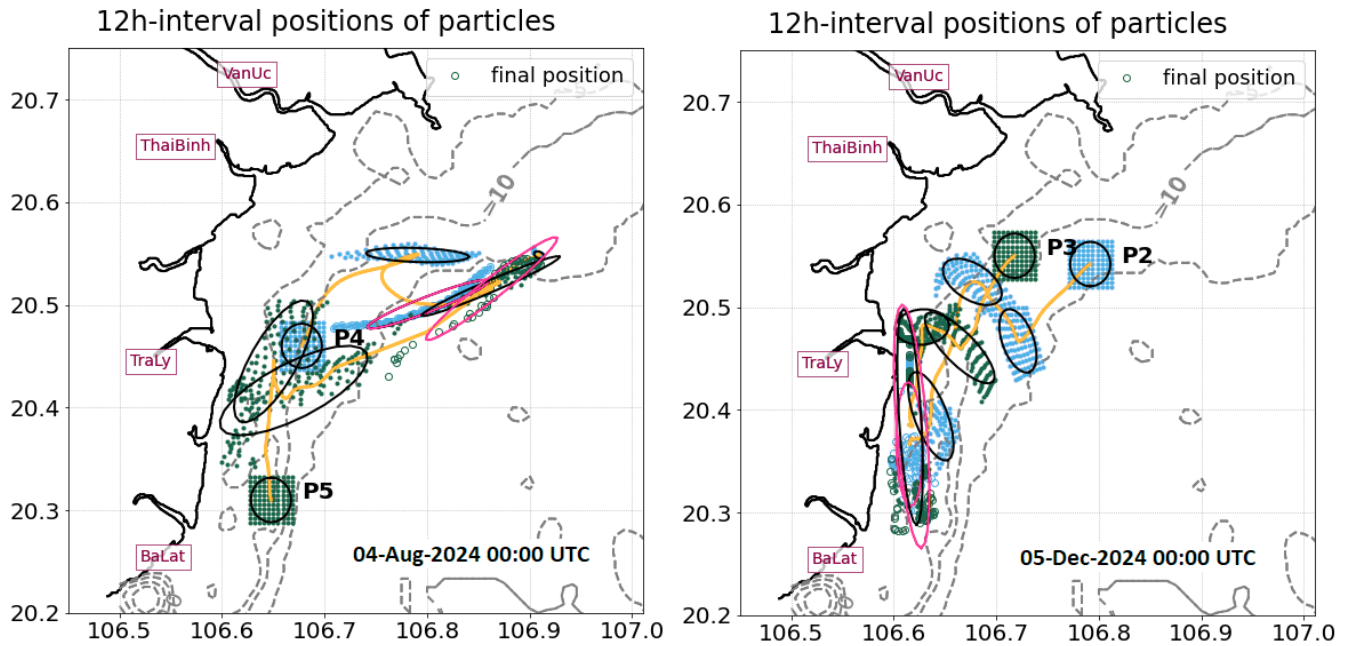 12h-interval positions of particles
final position
VanUc
20.7
ThaiBinh
20.6
−10
20.5
P4
TraLy
20.4
P5
20.3
04-Aug-2024 00:00 UTC
BaLat
20.2
106.5 106.6 106.7 106.8 106.9 107.0
12h-interval positions of particles
final position
VanUc
20.7
ThaiBinh
20.6
−10
P3
P2
20.5
TraLy
20.4
20.3
05-Dec-2024 00:00 UTC
BaLat
20.2
106.5 106.6 106.7 106.8 106.9 107.0